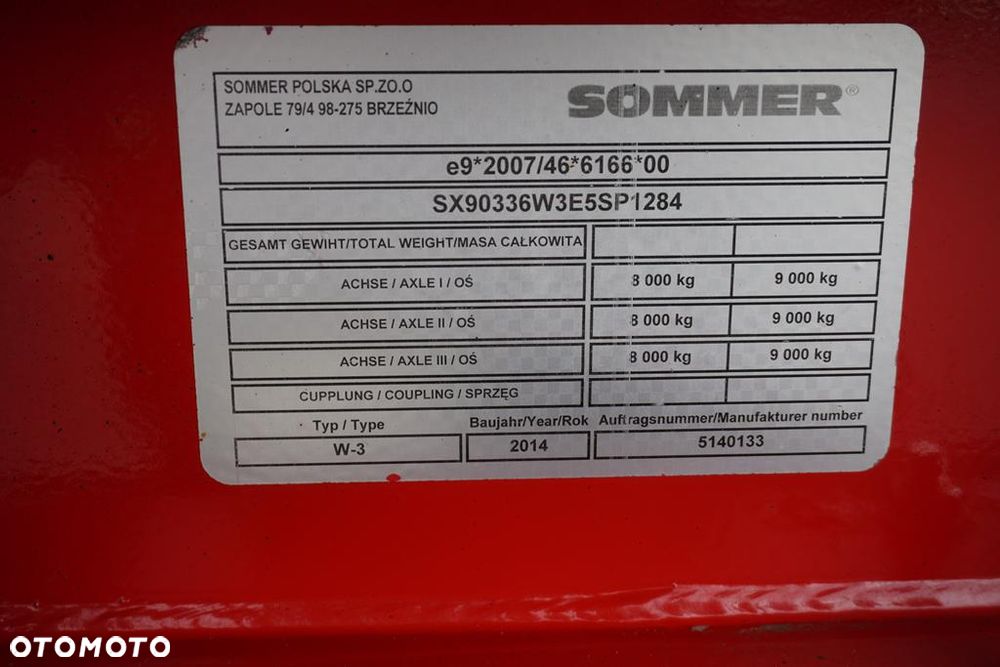 SOMMER POLSKA SP.ZO.O
ZAPOLE 79/4 98-275 BRZEŹNIO
SOMMER®
e9*2007/46*6166*00
SX90336W3E5SP1284
GESAMT GEWIHT/TOTAL WEIGHT/MASA CAŁKOWITA
ACHSE / AXLE I / OŚ 8 000 kg 9 000 kg
ACHSE / AXLE II / OŚ 8 000 kg 9 000 kg
ACHSE / AXLE III / OŚ 8 000 kg 9 000 kg
CUPPLUNG / COUPLING / SPRZĘG
Typ / Type Baujahr/Year/Rok Auftragsnummer/Manufakturer number
W-3 2014 5140133
OTOMOTO